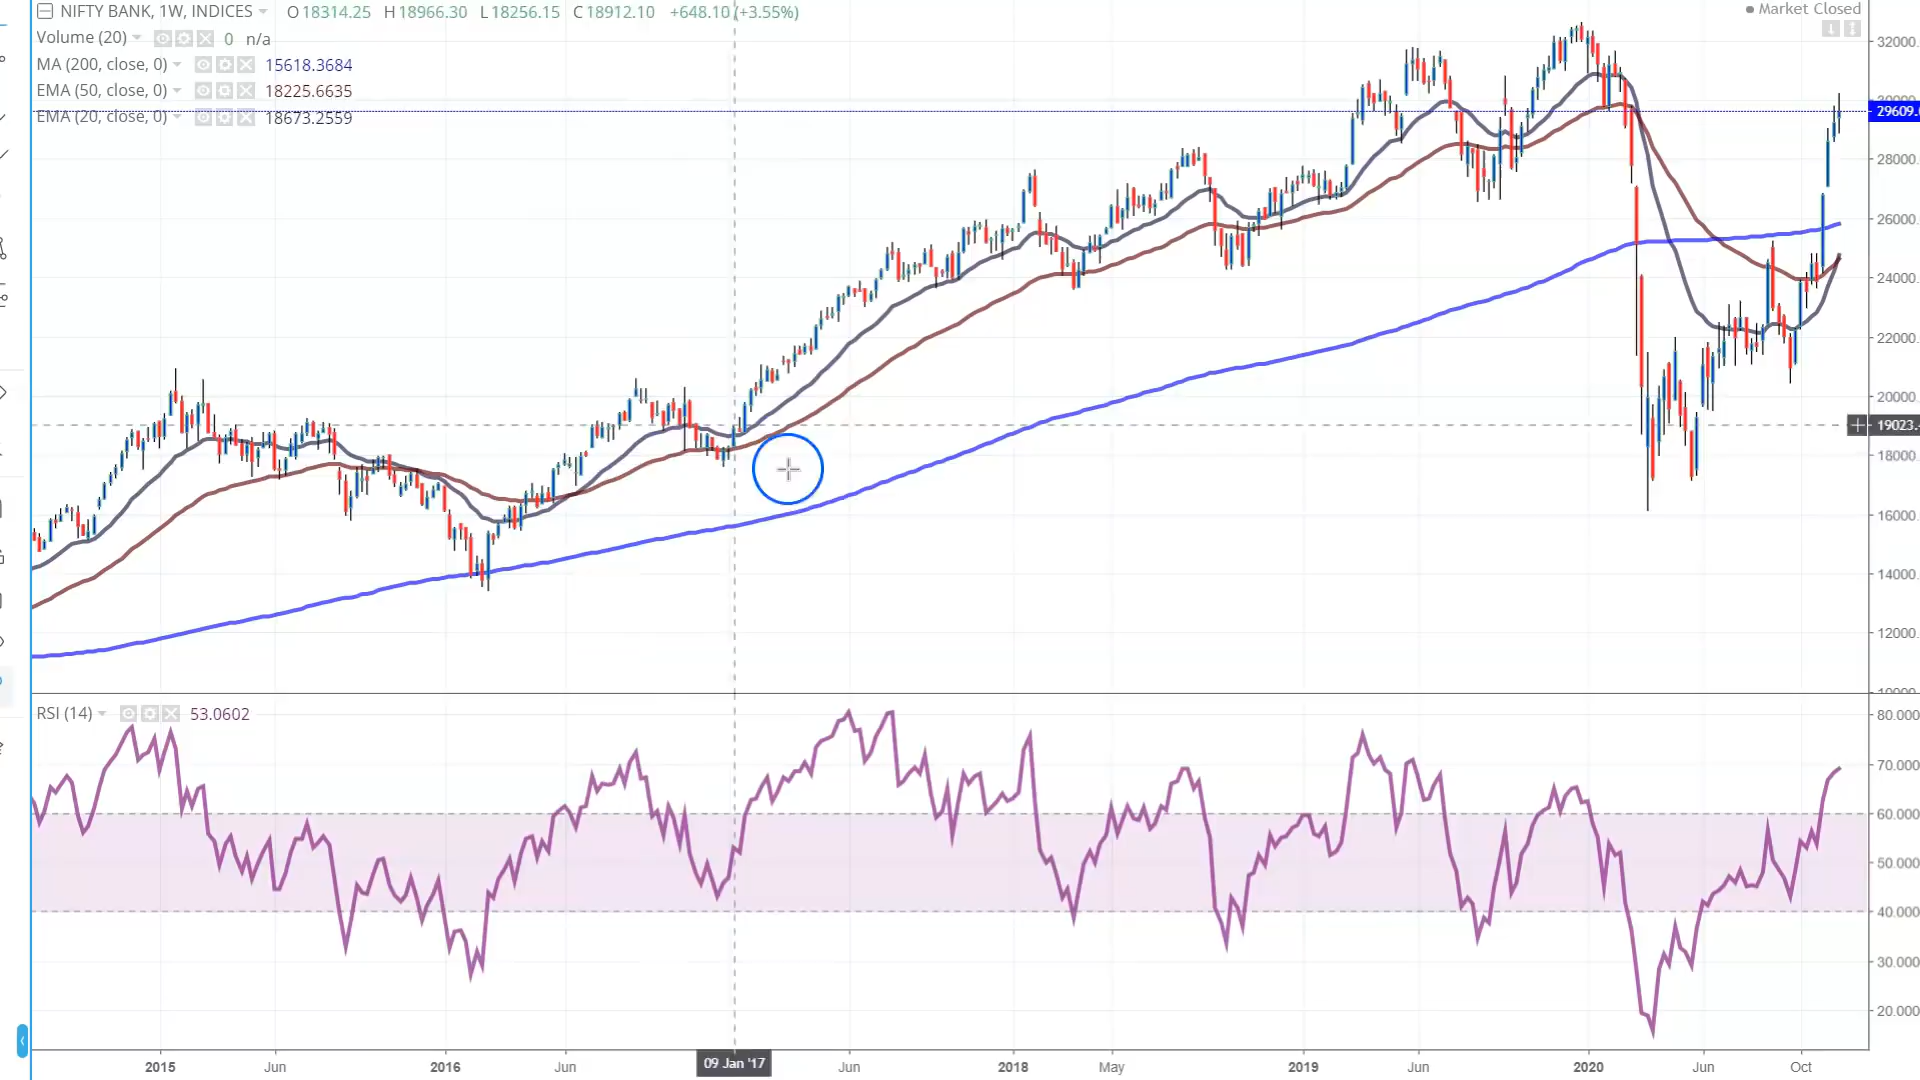 NIFTY BANK, 1W, INDICES O18314.25 H18966.30 L18256.15 C18912.10 +648.10 (+3.55%)
Market Closed
Volume (20) 0 n/a
MA (200, close, 0) 15618.3684
EMA (50, close, 0) 18225.6635
EMA (20, close, 0) 18673.2559
32000.
29609.
28000.
26000.
24000.
22000.
20000.
19023.
18000.
16000.
14000.
12000.
RSI (14) 53.0602
80.000
70.000
60.000
50.000
40.000
30.000
20.000
2015 Jun 2016 Jun 09 Jan '17 Jun 2018 May 2019 Jun 2020 Jun Oct